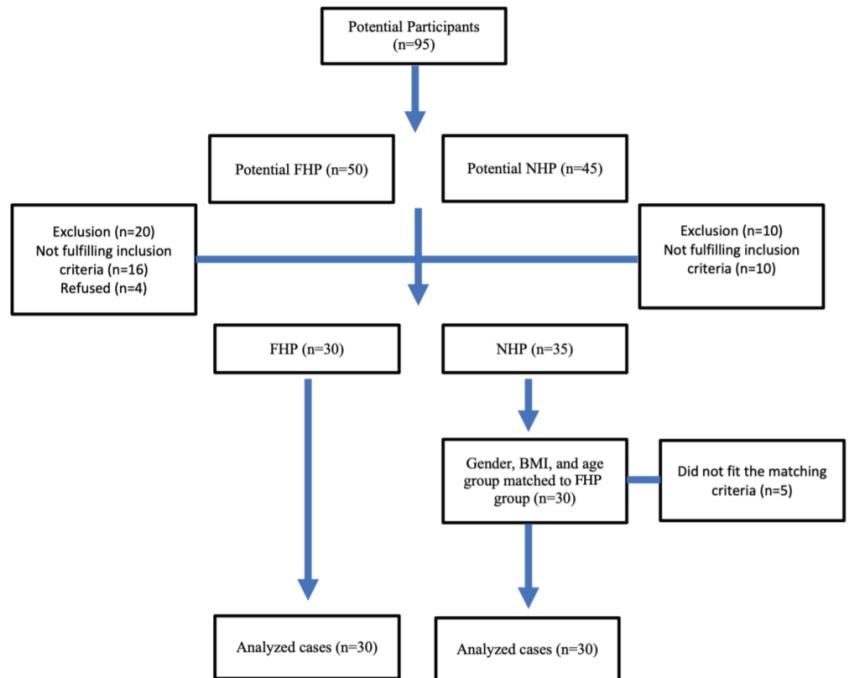 Potential Participants
(n=95)
Potential FHP (n=50)
Potential NHP (n=45)
Exclusion (n=20)
Not fulfilling inclusion
criteria (n=16)
Refused (n=4)
Exclusion (n=10)
Not fulfilling inclusion
criteria (n=10)
FHP (n=30)
NHP (n=35)
Gender, BMI, and age
group matched to FHP
group (n=30)
Did not fit the matching
criteria (n=5)
Analyzed cases (n=30)
Analyzed cases (n=30)